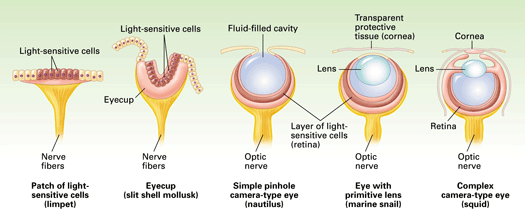 Light-sensitive cells
Eyecup
Nerve
fibers
Patch of light-
sensitive cells
(limpet)
Light-sensitive cells
Nerve
fibers
Eyecup
(slit shell mollusk)
Fluid-filled cavity
Layer of light-
sensitive cells
(retina)
Optic
nerve
Simple pinhole
camera-type eye
(nautilus)
Transparent
protective
tissue (cornea)
Lens
Optic
nerve
Eye with
primitive lens
(marine snail)
Cornea
Lens
Retina
Optic
nerve
Complex
camera-type eye
(squid)